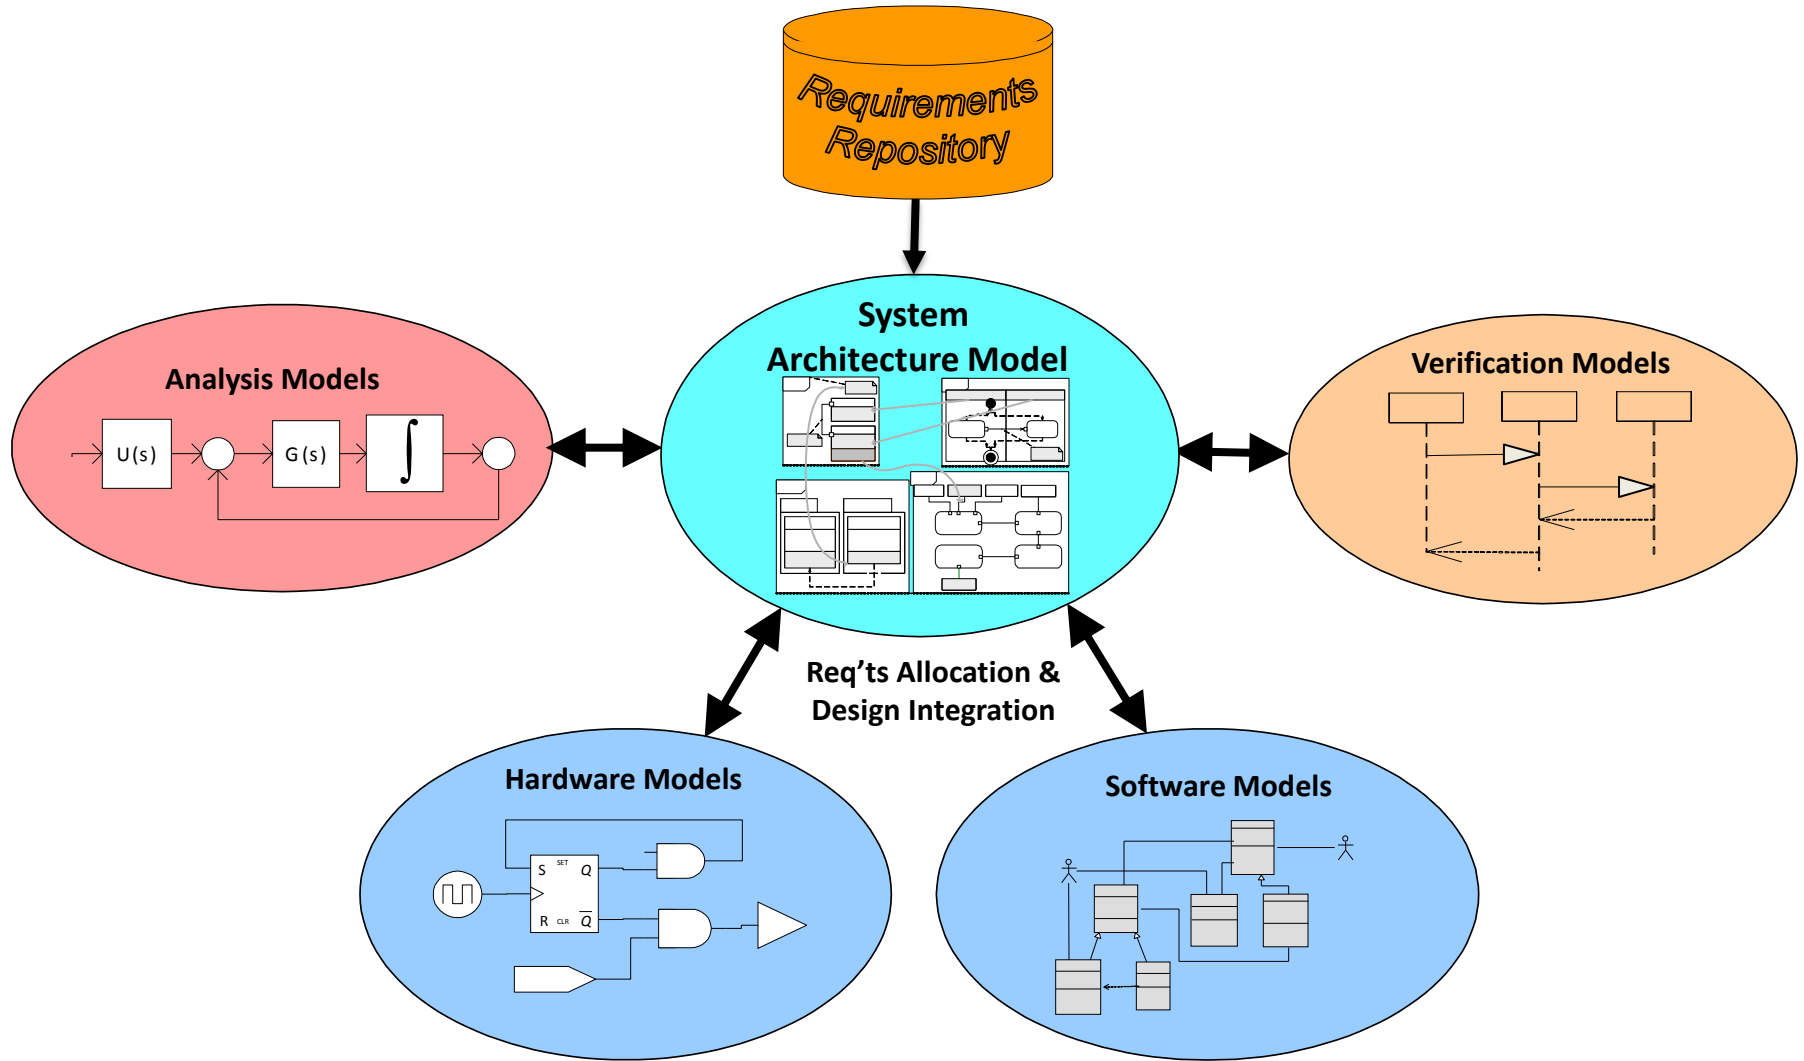 Requirements
Repository
System
Architecture Model
Analysis Models
U(s)
G(s)
∫
Verification Models
Req'ts Allocation &
Design Integration
Hardware Models
S SET Q
R CLR Q̅
Software Models